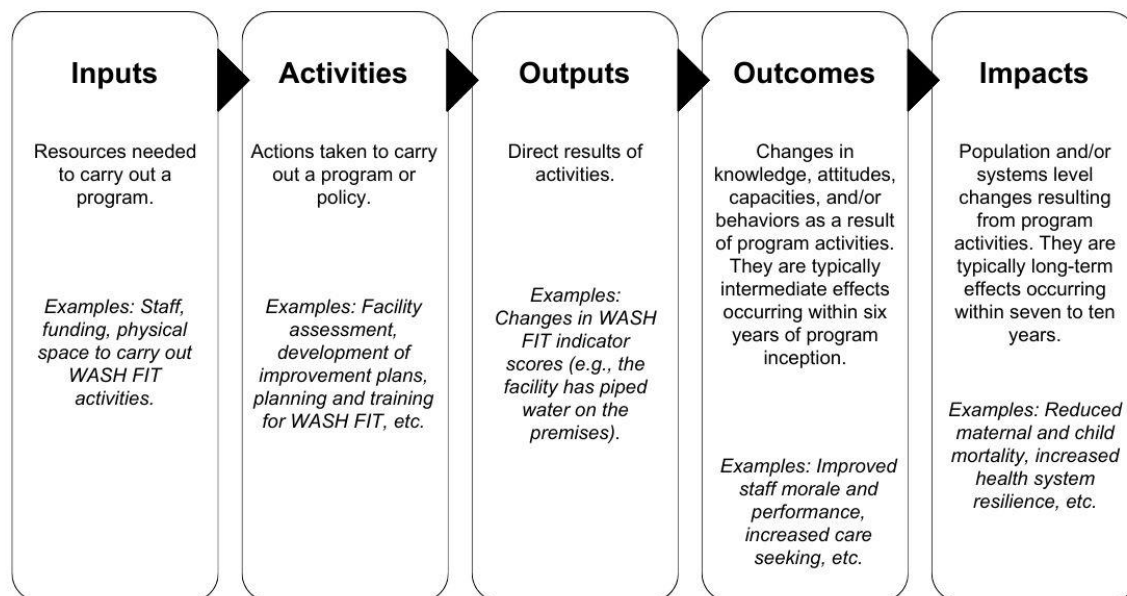 Inputs
Resources needed
to carry out a
program.
Examples: Staff,
funding, physical
space to carry out
WASH FIT
activities.
Activities
Actions taken to carry
out a program or
policy.
Examples: Facility
assessment,
development of
improvement plans,
planning and training
for WASH FIT, etc.
Outputs
Direct results of
activities.
Examples:
Changes in WASH
FIT indicator
scores (e.g., the
facility has piped
water on the
premises).
Outcomes
Changes in
knowledge, attitudes,
capacities, and/or
behaviors as a result
of program activities.
They are typically
intermediate effects
occurring within six
years of program
inception.
Examples: Improved
staff morale and
performance,
increased care
seeking, etc.
Impacts
Population and/or
systems level
changes resulting
from program
activities. They are
typically long-term
effects occurring
within seven to ten
years.
Examples: Reduced
maternal and child
mortality, increased
health system
resilience, etc.